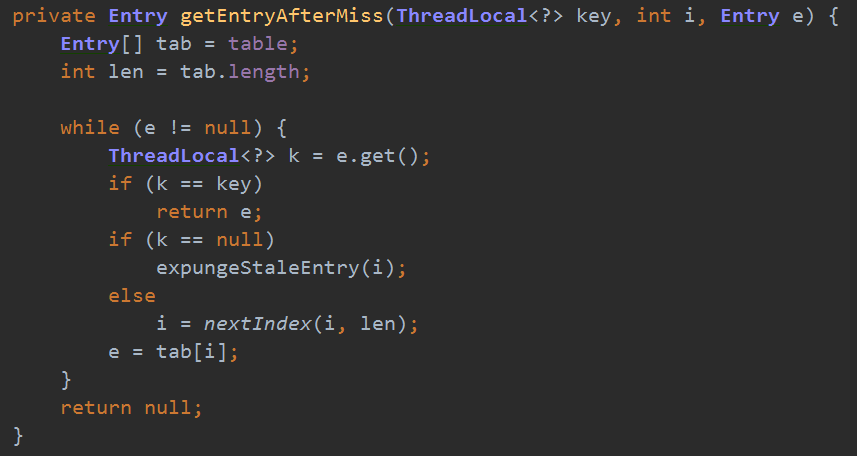 private Entry getEntryAfterMiss(ThreadLocal<?> key, int i, Entry e) {
    Entry[] tab = table;
    int len = tab.length;

    while (e != null) {
        ThreadLocal<?> k = e.get();
        if (k == key)
            return e;
        if (k == null)
            expungeStaleEntry(i);
        else
            i = nextIndex(i, len);
        e = tab[i];
    }
    return null;
}